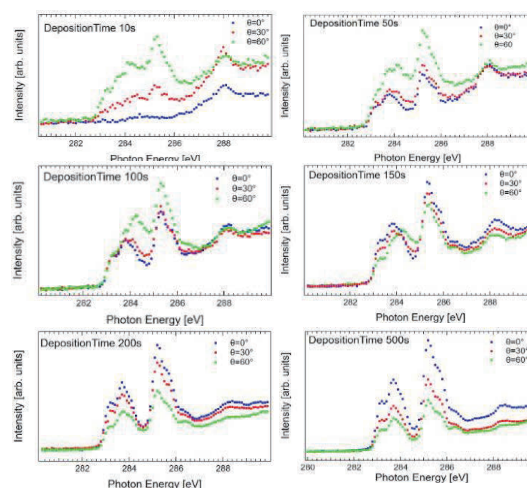 DepositionTime 10s
θ=0°
θ=30°
θ=60°
Intensity [arb. units]
282 284 286 288
Photon Energy [eV]
DepositionTime 50s
θ=0°
θ=30°
θ=60
Intensity [arb. units]
282 284 286 288
Photon Energy [eV]
DepositionTime 100s
θ=0°
θ=30°
θ=60°
Intensity [arb. units]
282 284 286 288
Photon Energy [eV]
DepositionTime 150s
θ=0°
θ=30°
θ=60°
Intensity [arb. units]
282 284 286 288
Photon Energy [eV]
DepositionTime 200s
θ=0°
θ=30°
θ=60°
Intensity [arb. units]
282 284 286 288
Photon Energy [eV]
DepositionTime 500s
θ=0°
θ=30°
θ=60°
Intensity [arb. units]
280 282 284 286 288
Photon Energy [eV]